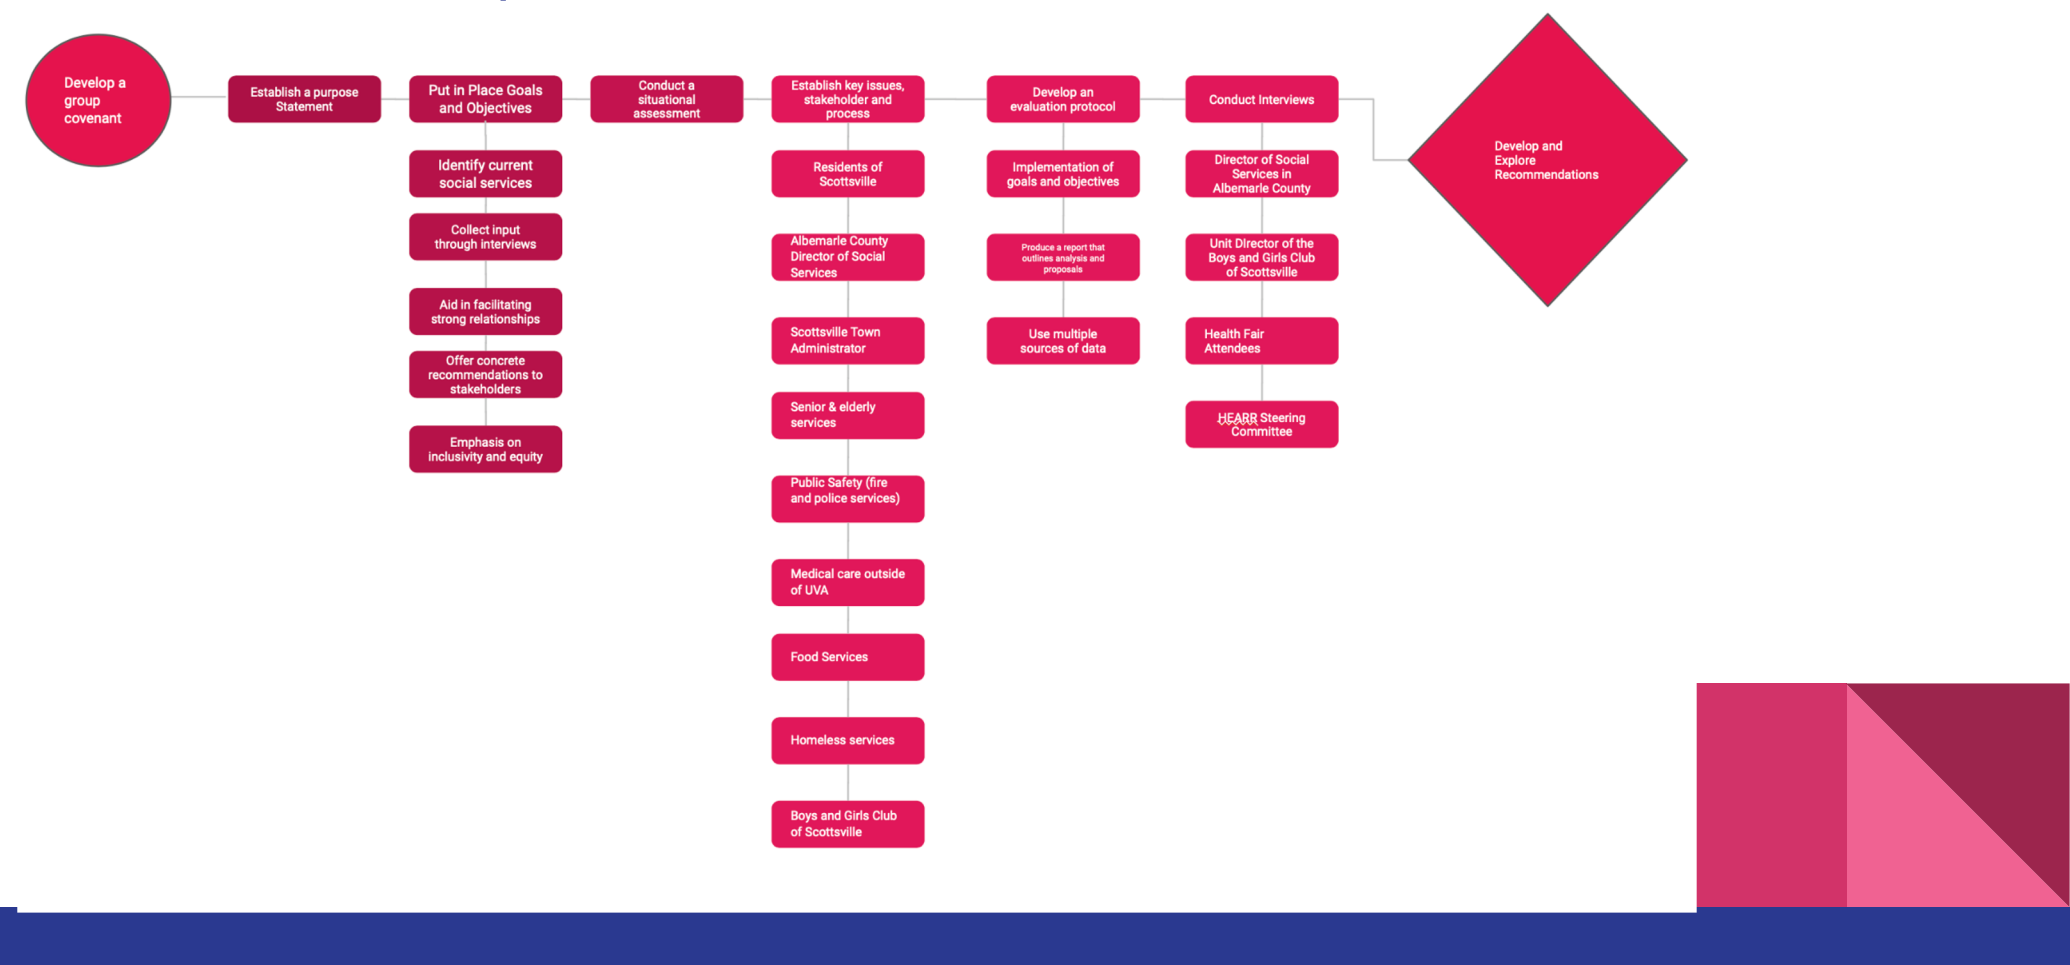 Develop a
group
covenant
Establish a purpose
Statement
Put in Place Goals
and Objectives
Identify current
social services
Collect input
through interviews
Aid in facilitating
strong relationships
Offer concrete
recommendations to
stakeholders
Emphasis on
inclusivity and equity
Conduct a
situational
assessment
Establish key issues,
stakeholder and
process
Residents of
Scottsville
Albemarle County
Director of Social
Services
Scottsville Town
Administrator
Senior & elderly
services
Public Safety (fire
and police services)
Medical care outside
of UVA
Food Services
Homeless services
Boys and Girls Club
of Scottsville
Develop an
evaluation protocol
Implementation of
goals and objectives
Produce a report that
outlines analysis and
proposals
Use multiple
sources of data
Conduct Interviews
Director of Social
Services in
Albemarle County
Unit Director of the
Boys and Girls Club
of Scottsville
Health Fair
Attendees
HEARR Steering
Committee
Develop and
Explore
Recommendations